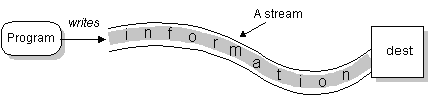 A stream
writes
Program
information
dest